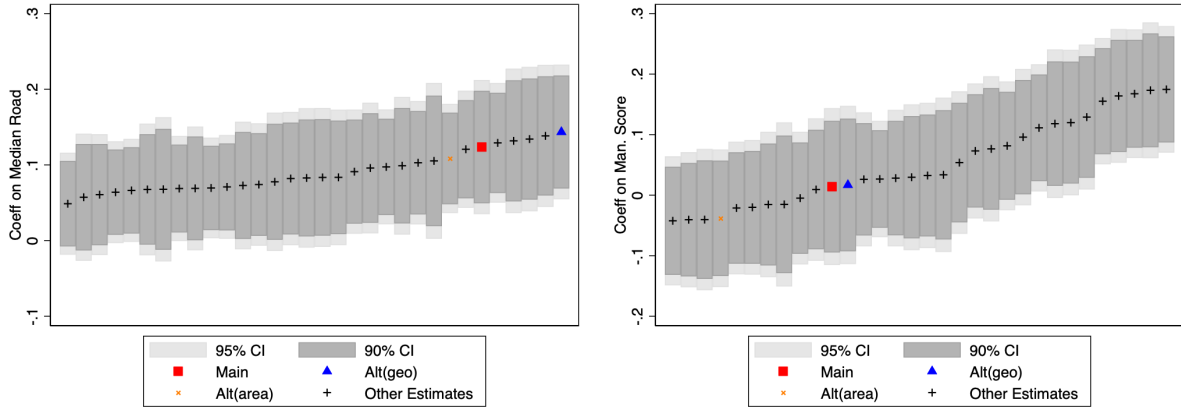 .3
.2
.1
0
-.1
Coeff on Median Road
95% CI
90% CI
Main
Alt(geo)
Alt(area)
Other Estimates
.3
.2
.1
0
-.1
-.2
Coeff on Man. Score
95% CI
90% CI
Main
Alt(geo)
Alt(area)
Other Estimates